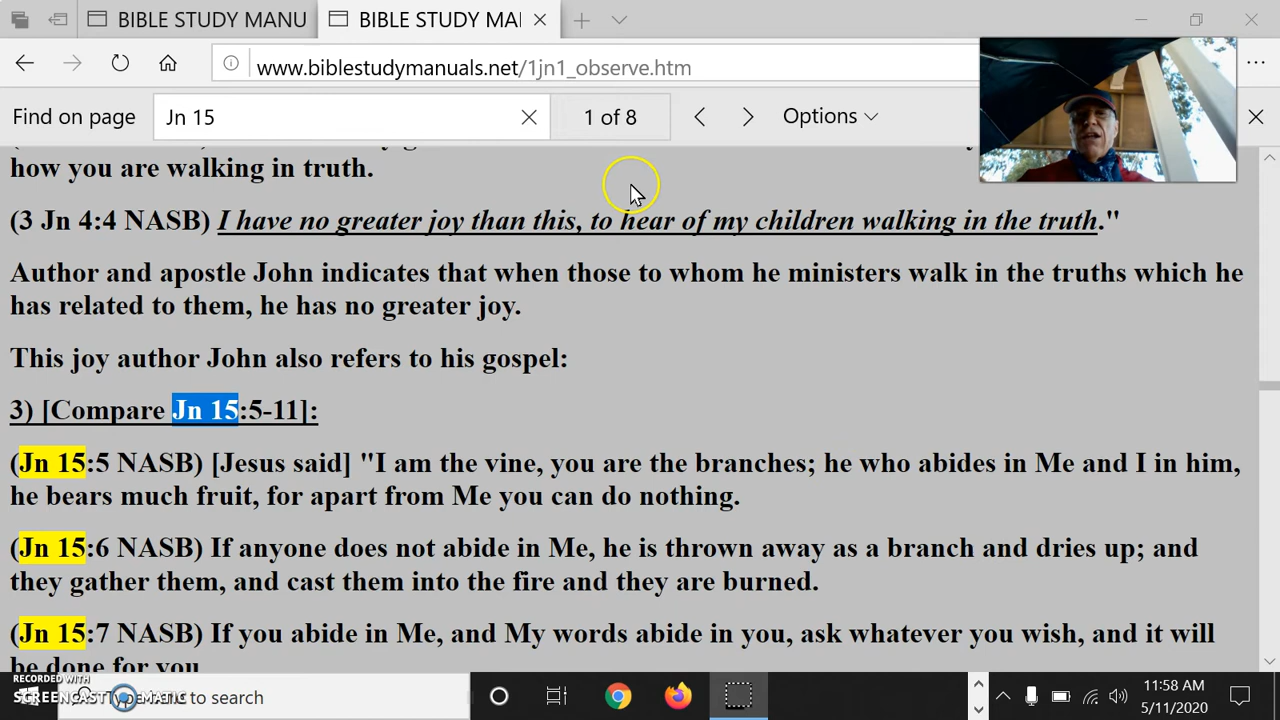 BIBLE STUDY MANU
BIBLE STUDY MAI
www.biblestudymanuals.net/1jn1_observe.htm
Find on page
Jn 15
1 of 8
Options
how you are walking in truth.
(3 Jn 4:4 NASB) I have no greater joy than this, to hear of my children walking in the truth."
Author and apostle John indicates that when those to whom he ministers walk in the truths which he
has related to them, he has no greater joy.
This joy author John also refers to his gospel:
3) [Compare Jn 15:5-11]:
(Jn 15:5 NASB) [Jesus said] "I am the vine, you are the branches; he who abides in Me and I in him,
he bears much fruit, for apart from Me you can do nothing.
(Jn 15:6 NASB) If anyone does not abide in Me, he is thrown away as a branch and dries up; and
they gather them, and cast them into the fire and they are burned.
(Jn 15:7 NASB) If you abide in Me, and My words abide in you, ask whatever you wish, and it will
be done for you
RECORDED WITH
SCREENCAST MATIC
Type here to search
11:58 AM
5/11/2020